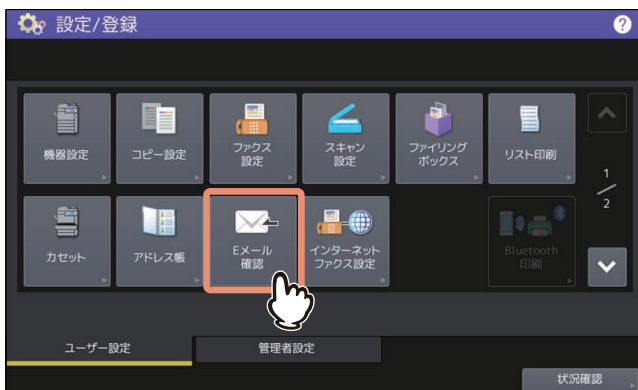 設定/登録
?
機器設定
コピー設定
ファクス
設定
スキャン
設定
ファイリング
ボックス
リスト印刷
1
/
2
カセット
アドレス帳
Eメール
確認
インターネット
ファクス設定
Bluetooth
印刷
ユーザー設定
管理者設定
状況確認